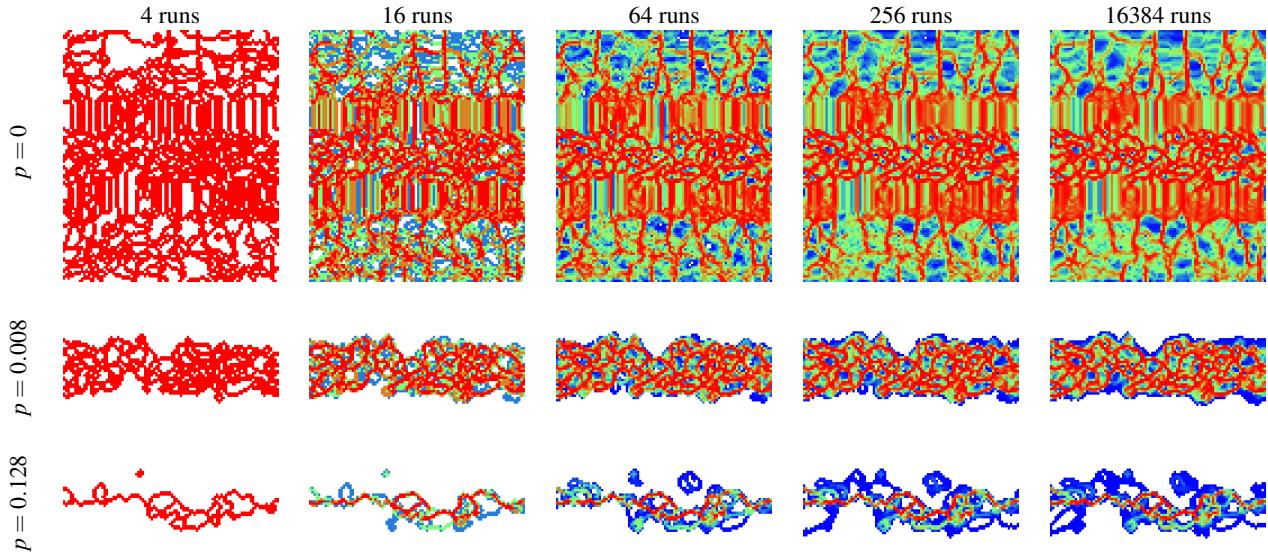 4 runs 16 runs 64 runs 256 runs 16384 runs
p = 0
p = 0.008
p = 0.128